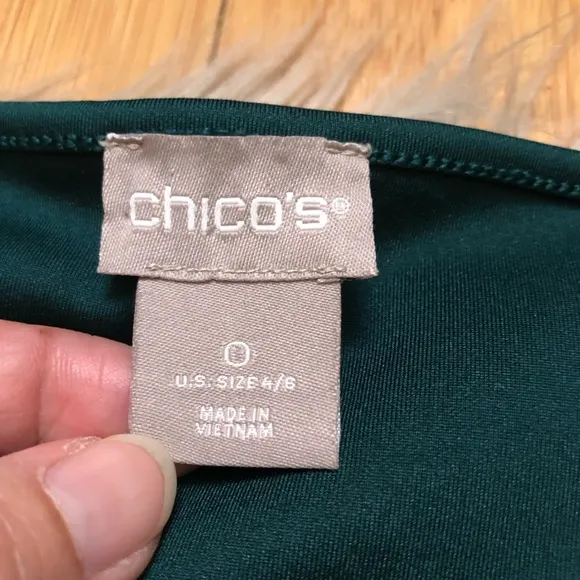 chico's®
0
U.S. SIZE 4/6
MADE IN
VIETNAM